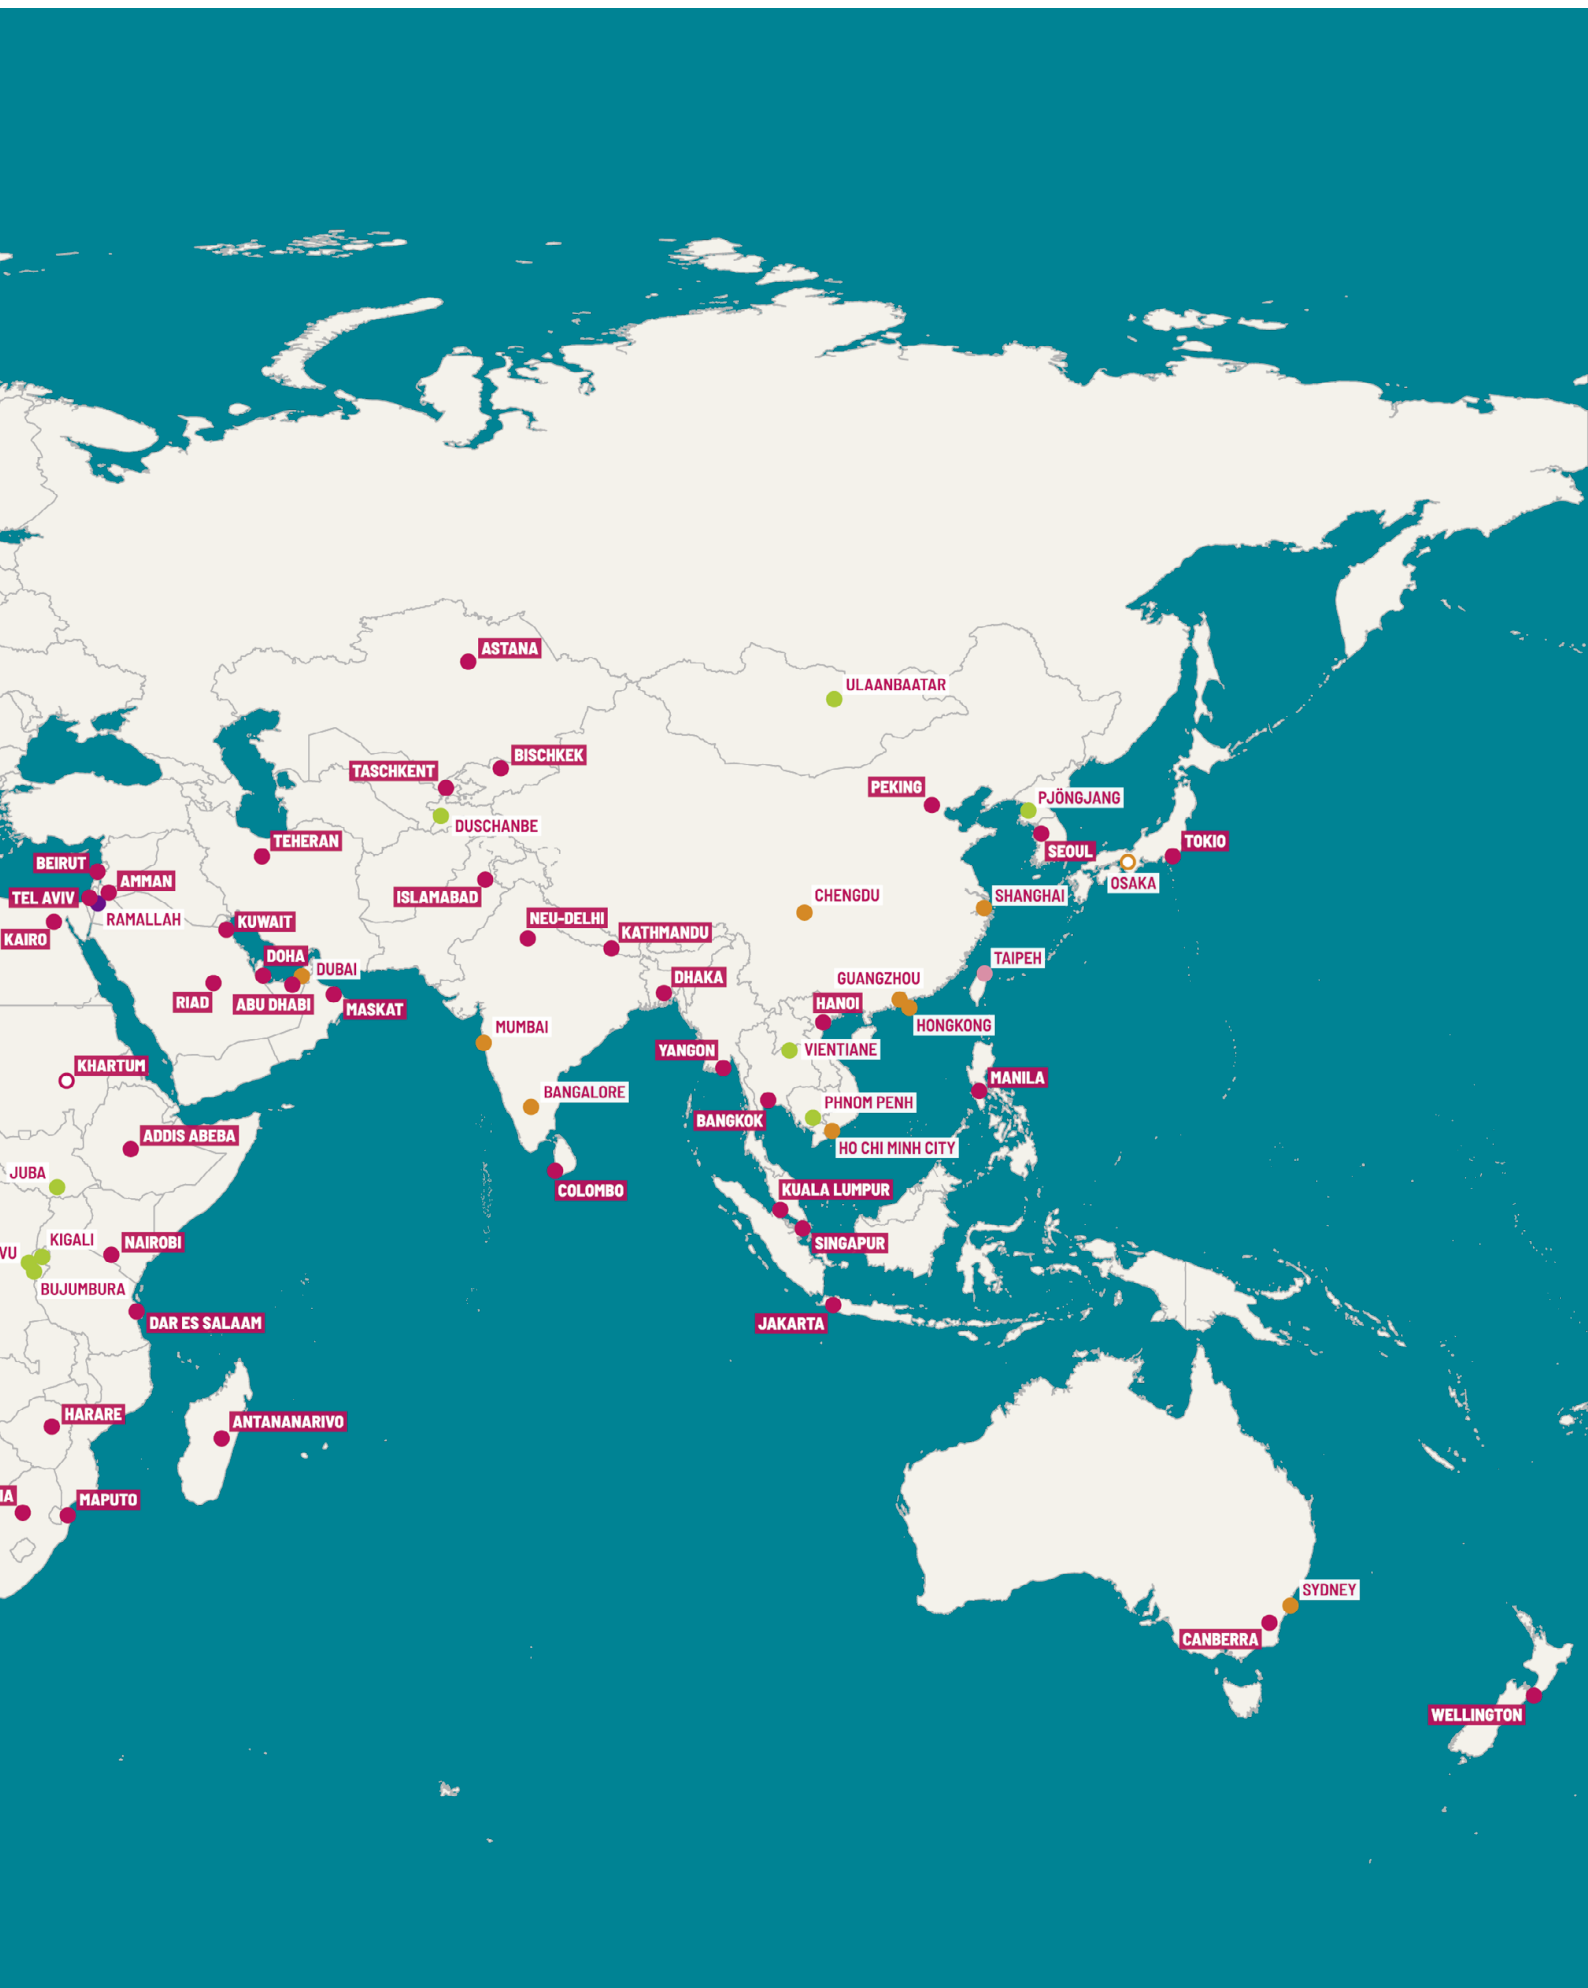 ASTANA
ULAANBAATAR
BISCHKEK
TASCHKENT
PEKING
PJÖNGJANG
DUSCHANBE
TEHERAN
TOKIO
SEOUL
BEIRUT
AMMAN
OSAKA
TEL AVIV
ISLAMABAD
CHENGDU
SHANGHAI
RAMALLAH
NEU-DELHI
KUWAIT
KATHMANDU
KAIRO
DOHA
TAIPEH
DUBAI
DHAKA
GUANGZHOU
RIAD
ABU DHABI
MASKAT
HANOI
HONGKONG
MUMBAI
YANGON
VIENTIANE
KHARTUM
MANILA
BANGALORE
PHNOM PENH
BANGKOK
ADDIS ABEBA
HO CHI MINH CITY
JUBA
COLOMBO
KUALA LUMPUR
KIGALI
NAIROBI
SINGAPUR
VU
BUJUMBURA
DAR ES SALAAM
JAKARTA
HARARE
ANTANANARIVO
IA
MAPUTO
SYDNEY
CANBERRA
WELLINGTON